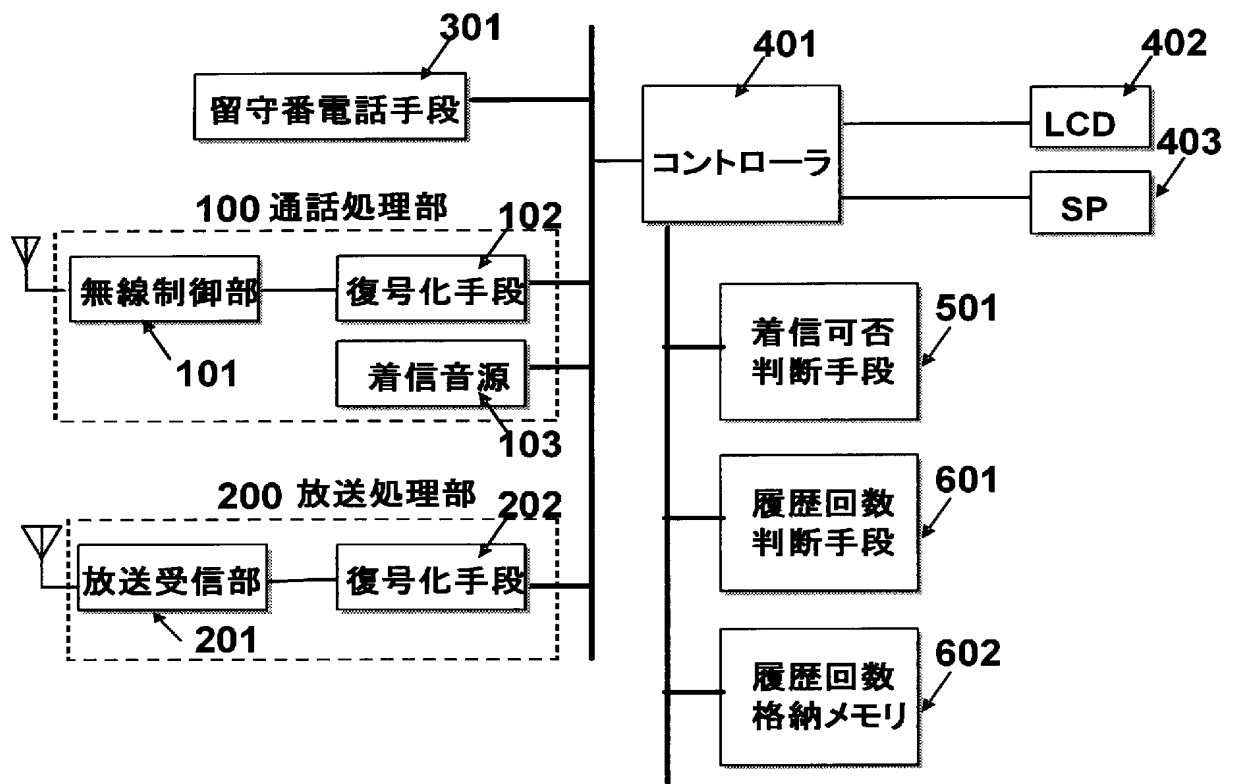 301
留守番電話手段
401
コントローラ
402
LCD
403
SP
100 通話処理部
102
無線制御部
復号化手段
101
着信音源
103
200 放送処理部
202
放送受信部
復号化手段
201
501
着信可否
判断手段
601
履歴回数
判断手段
602
履歴回数
格納メモリ